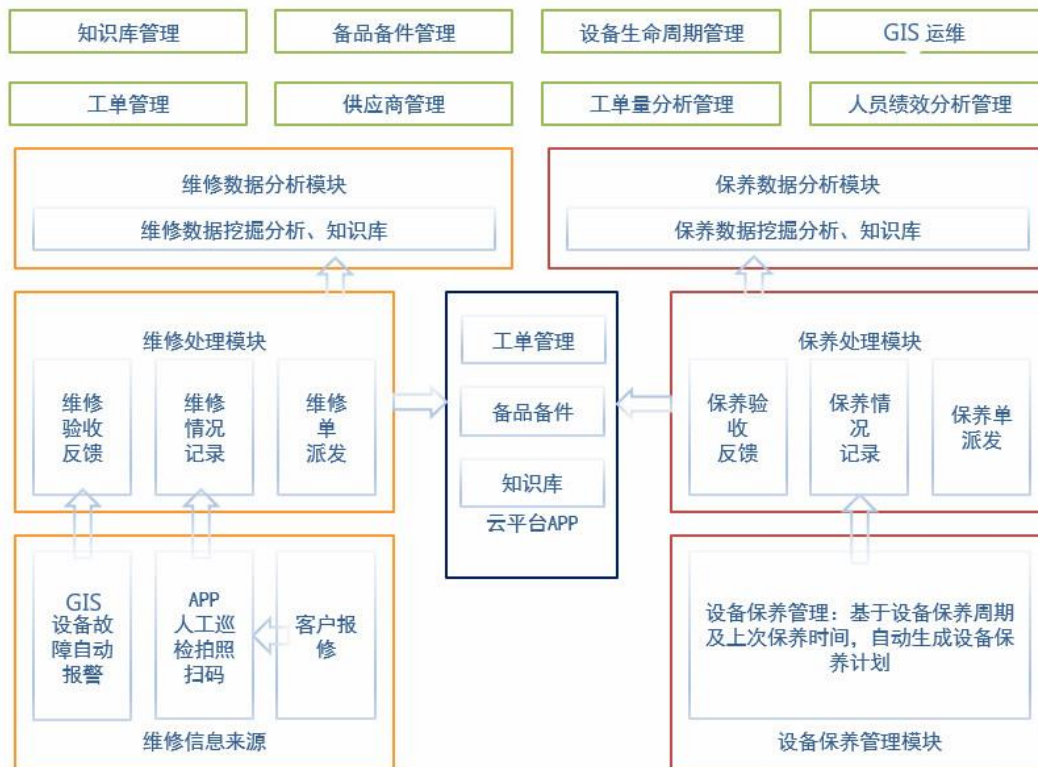 知识库管理
备品备件管理
设备生命周期管理
GIS 运维
工单管理
供应商管理
工单量分析管理
人员绩效分析管理
维修数据分析模块
维修数据挖掘分析、知识库
保养数据分析模块
保养数据挖掘分析、知识库
维修处理模块
维修
验收
反馈
维修
情况
记录
维修
单
派发
工单管理
备品备件
知识库
云平台APP
保养处理模块
保养验
收
反馈
保养情
况
记录
保养单
派发
GIS
设备故
障自动
报警
APP
人工巡
检拍照
扫码
客户报
修
维修信息来源
设备保养管理：基于设备保养周期
及上次保养时间，自动生成设备保
养计划
设备保养管理模块